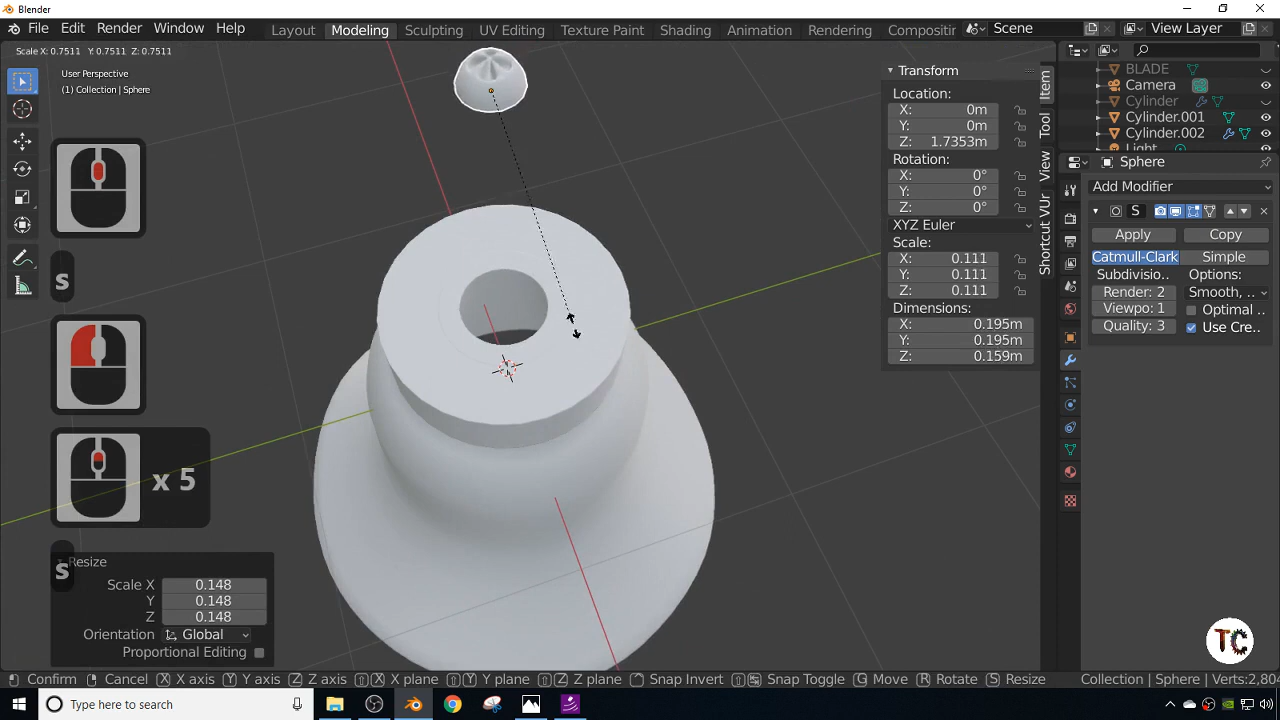 Blender
File Edit Render Window Help
Layout Modeling Sculpting UV Editing Texture Paint Shading Animation Rendering Compositin
Scene
View Layer
Scale X: 0.7511 Y: 0.7511 Z: 0.7511
User Perspective
(1) Collection | Sphere
s
x 5
s
Resize
Scale X 0.148
Y 0.148
Z 0.148
Orientation Global
Proportional Editing
Transform
Location:
X: 0m
Y: 0m
Z: 1.7353m
Rotation:
X: 0°
Y: 0°
Z: 0°
XYZ Euler
Scale:
X: 0.111
Y: 0.111
Z: 0.111
Dimensions:
X: 0.195m
Y: 0.195m
Z: 0.159m
Item
Tool
View
Shortcut VUr
BLADE
Camera
Cylinder
Cylinder.001
Cylinder.002
Light
Sphere
Add Modifier
S
Apply Copy
Catmull-Clark Simple
Subdivisio.. Options:
Render: 2 Smooth, ..
Viewpo: 1 Optimal ..
Quality: 3 Use Cre..
TC
Confirm Cancel X X axis Y Y axis Z Z axis X X plane Y Y plane Z Z plane Snap Invert Snap Toggle G Move R Rotate S Resize
Collection | Sphere | Verts:2,804
Type here to search